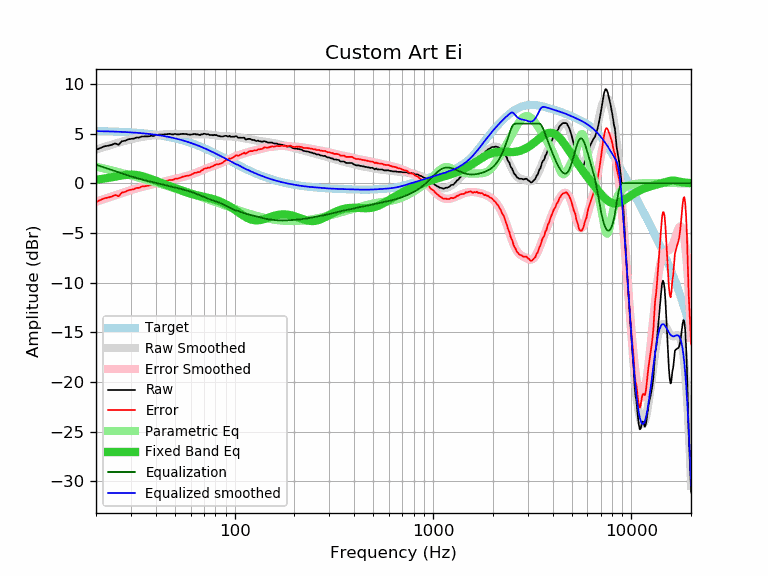 Custom Art Ei
10
5
0
−5
−10
−15
−20
−25
−30
Amplitude (dBr)
Target
Raw Smoothed
Error Smoothed
Raw
Error
Parametric Eq
Fixed Band Eq
Equalization
Equalized smoothed
100 1000 10000
Frequency (Hz)